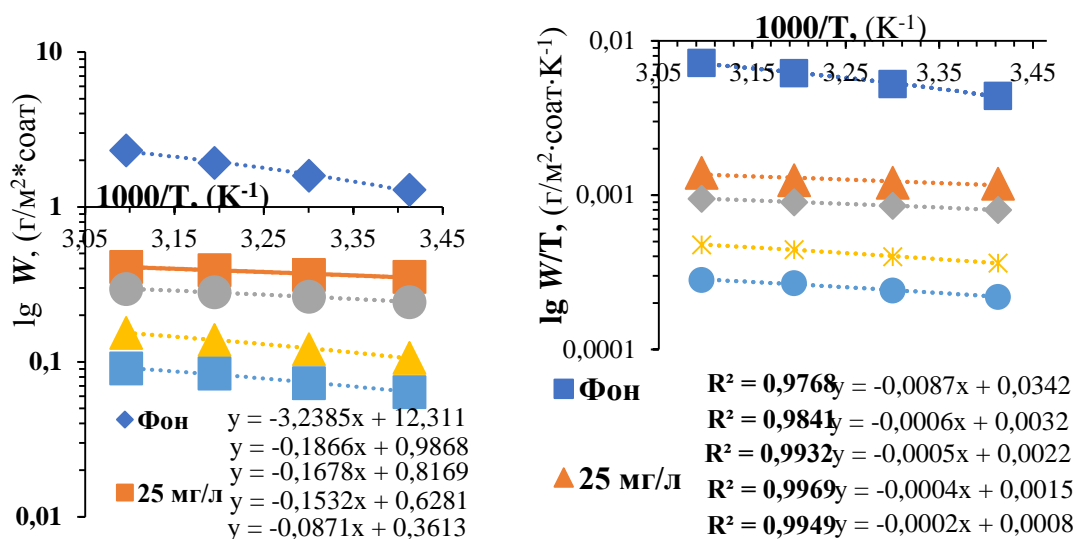 10
1
0,1
0,01
lg W, (г/м²*соат)
1000/T, (K⁻¹)
3,05 3,15 3,25 3,35 3,45
Фон
25 мг/л
y = -3,2385x + 12,311
y = -0,1866x + 0,9868
y = -0,1678x + 0,8169
y = -0,1532x + 0,6281
y = -0,0871x + 0,3613
1000/T, (K⁻¹)
0,01
0,001
0,0001
lg W/T, (г/м²·соат·K⁻¹)
3,05 3,15 3,25 3,35 3,45
Фон
25 мг/л
R² = 0,9768 y = -0,0087x + 0,0342
R² = 0,9841 y = -0,0006x + 0,0032
R² = 0,9932 y = -0,0005x + 0,0022
R² = 0,9969 y = -0,0004x + 0,0015
R² = 0,9949 y = -0,0002x + 0,0008